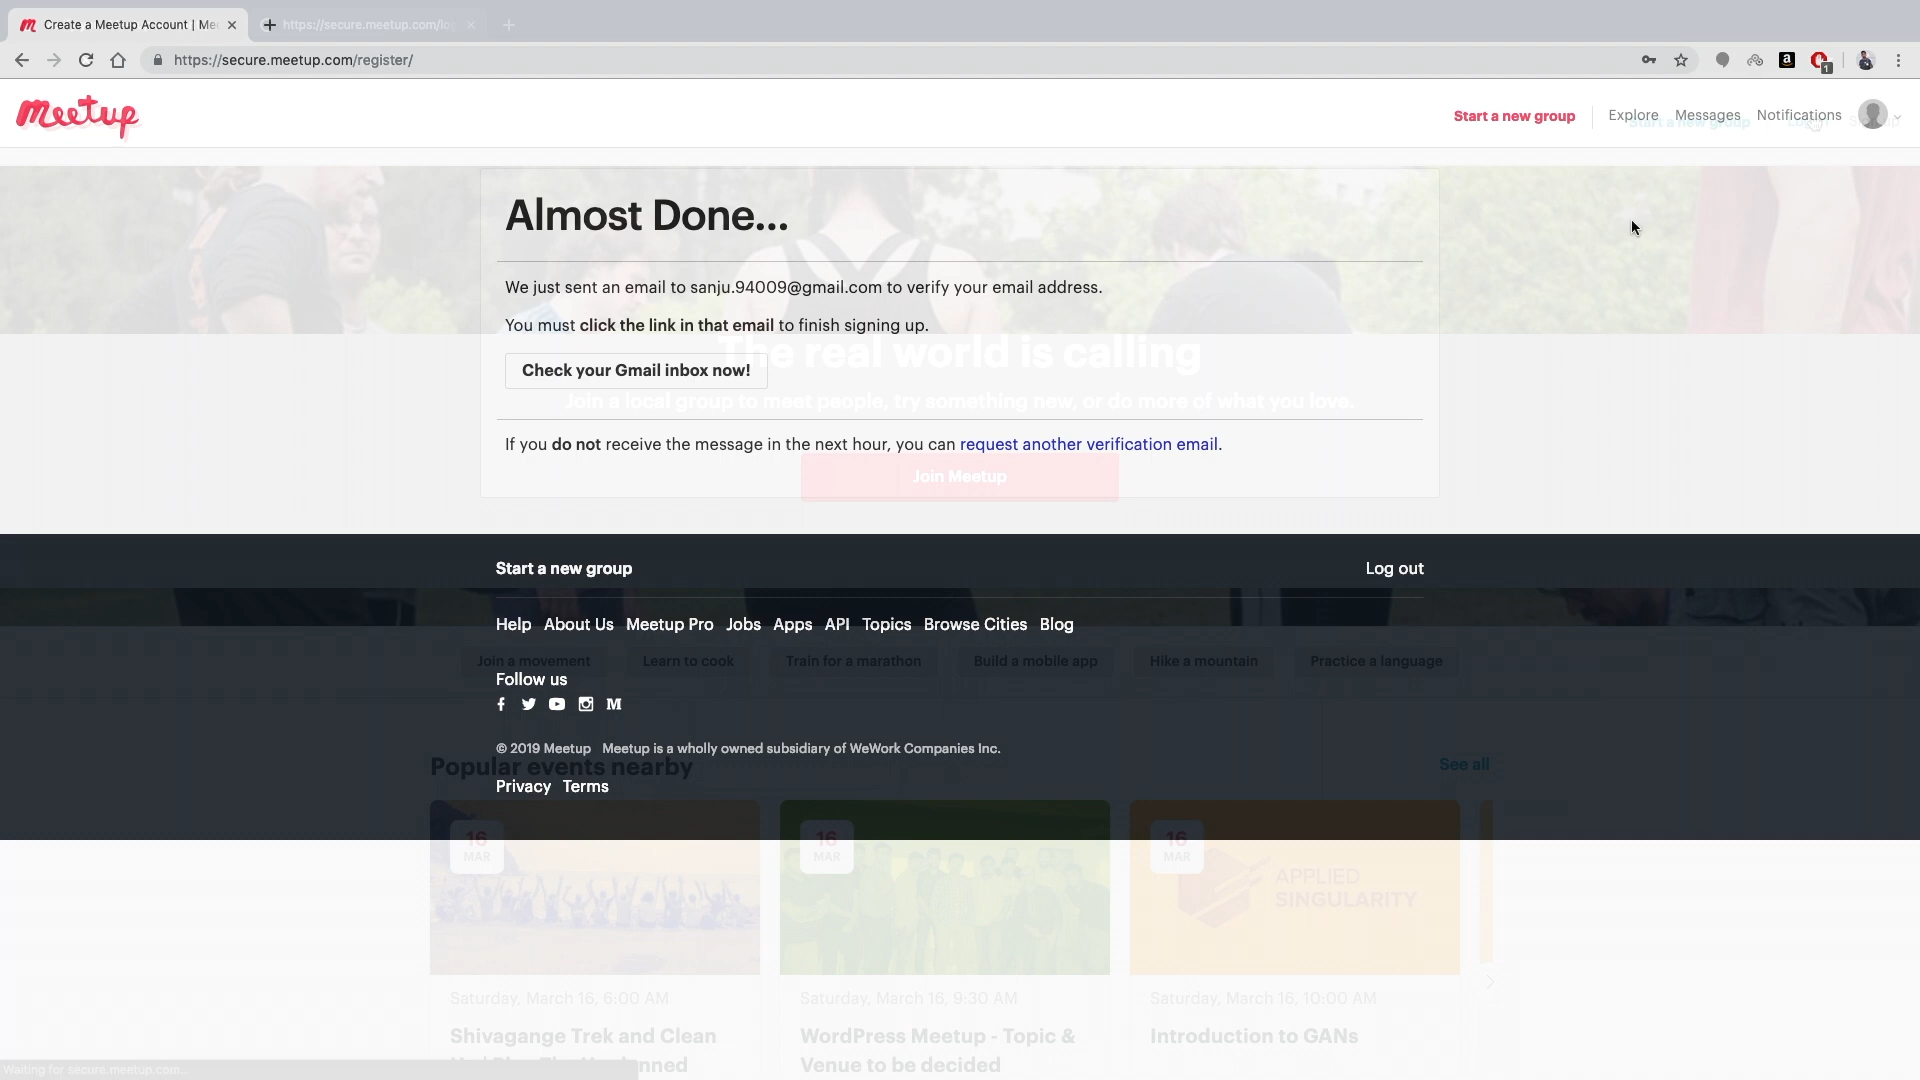 Create a Meetup Account | Me
https://secure.meetup.com/lo
https://secure.meetup.com/register/
1
Meetup
Start a new group
Explore
Messages
Notifications
Start a new group
Almost Done...
We just sent an email to sanju.94009@gmail.com to verify your email address.
You must click the link in that email to finish signing up.
The real world is calling
Check your Gmail inbox now!
Join a local group to meet people, try something new, or do more of what you love.
If you do not receive the message in the next hour, you can request another verification email.
Join Meetup
Start a new group
Log out
Help About Us Meetup Pro Jobs Apps API Topics Browse Cities Blog
Join a movement
Learn to cook
Train for a marathon
Build a mobile app
Hike a mountain
Practice a language
Follow us
© 2019 Meetup Meetup is a wholly owned subsidiary of WeWork Companies Inc.
Popular events nearby
See all
Privacy Terms
16
MAR
16
MAR
16
MAR
APPLIED
SINGULARITY
Saturday, March 16, 6:00 AM
Saturday, March 16, 9:30 AM
Saturday, March 16, 10:00 AM
Shivagange Trek and Clean
WordPress Meetup - Topic &
Venue to be decided
Introduction to GANs
Waiting for secure.meetup.com...